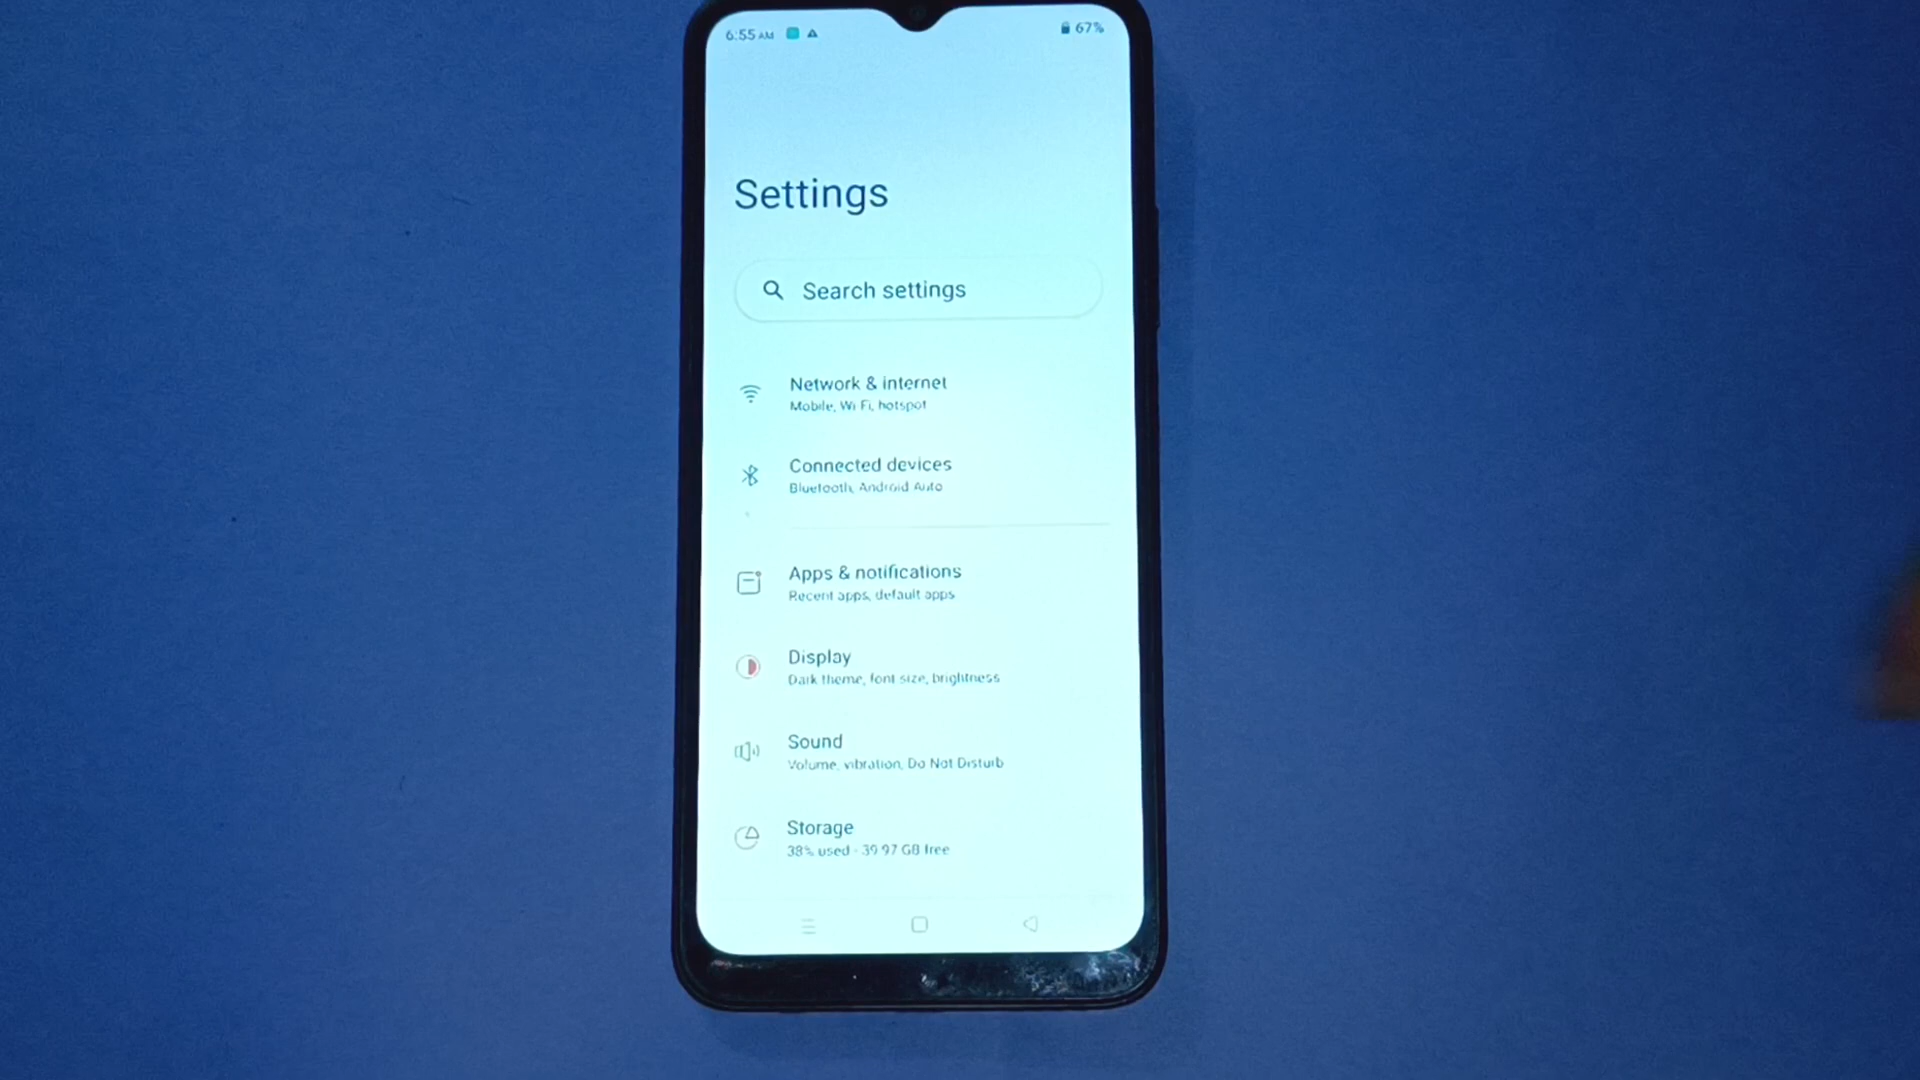 6:55 AM
67%
Settings
Search settings
Network & internet
Mobile, Wi Fi, hotspot
Connected devices
Bluetooth, Android Auto
Apps & notifications
Recent apps, default apps
Display
Dark theme, font size, brightness
Sound
Volume, vibration, Do Not Disturb
Storage
38% used - 39 97 GB free